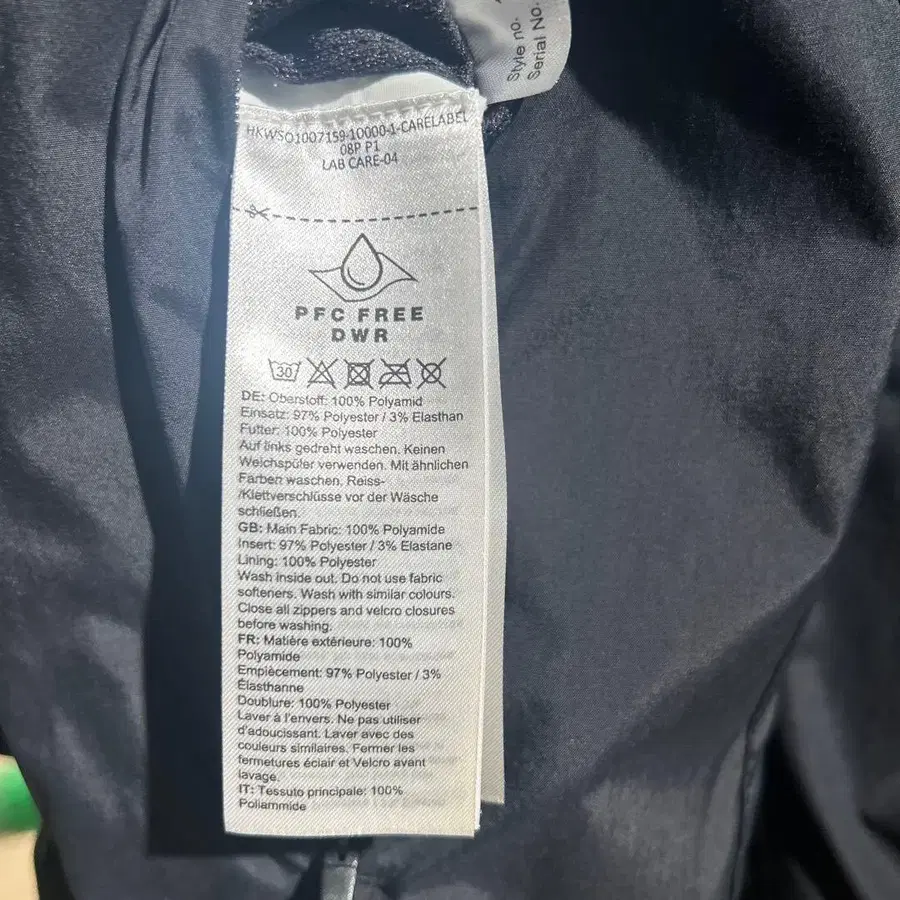 Style no.
Serial No.
HKWSO1007159-10000-1-CARELABEL
08P P1
LAB CARE-04
PFC FREE
DWR
30
DE: Oberstoff: 100% Polyamid
Einsatz: 97% Polyester / 3% Elasthan
Futter: 100% Polyester
Auf links gedreht waschen. Keinen
Weichspüler verwenden. Mit ähnlichen
Farben waschen. Reiss-
/Klettverschlüsse vor der Wäsche
schließen.
GB: Main Fabric: 100% Polyamide
Insert: 97% Polyester / 3% Elastane
Lining: 100% Polyester
Wash inside out. Do not use fabric
softeners. Wash with similar colours.
Close all zippers and velcro closures
before washing.
FR: Matière extérieure: 100%
Polyamide
Empiècement: 97% Polyester / 3%
Élasthanne
Doublure: 100% Polyester
Laver à l'envers. Ne pas utiliser
d'adoucissant. Laver avec des
couleurs similaires. Fermer les
fermetures éclair et Velcro avant
lavage.
IT: Tessuto principale: 100%
Poliammide